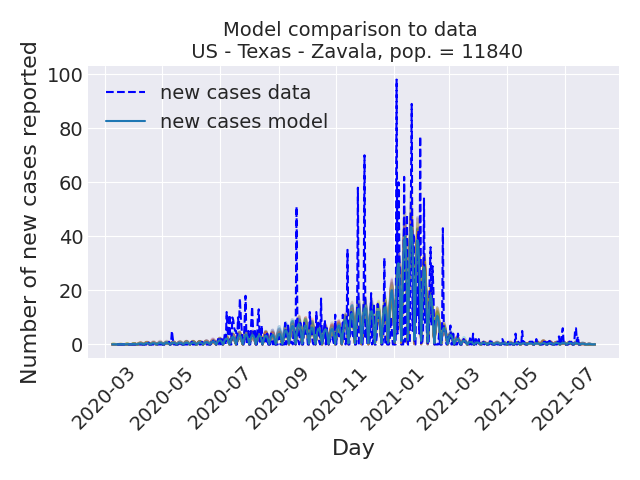 Model comparison to data
US - Texas - Zavala, pop. = 11840
Number of new cases reported
100
80
60
40
20
0
new cases data
new cases model
2020-03
2020-05
2020-07
2020-09
2020-11
2021-01
2021-03
2021-05
2021-07
Day